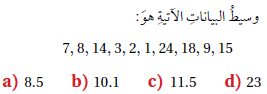 وسيطُ البياناتِ الآتيةِ هوَ:
7, 8, 14, 3, 2, 1, 24, 18, 9, 15
a) 8.5 b) 10.1 c) 11.5 d) 23